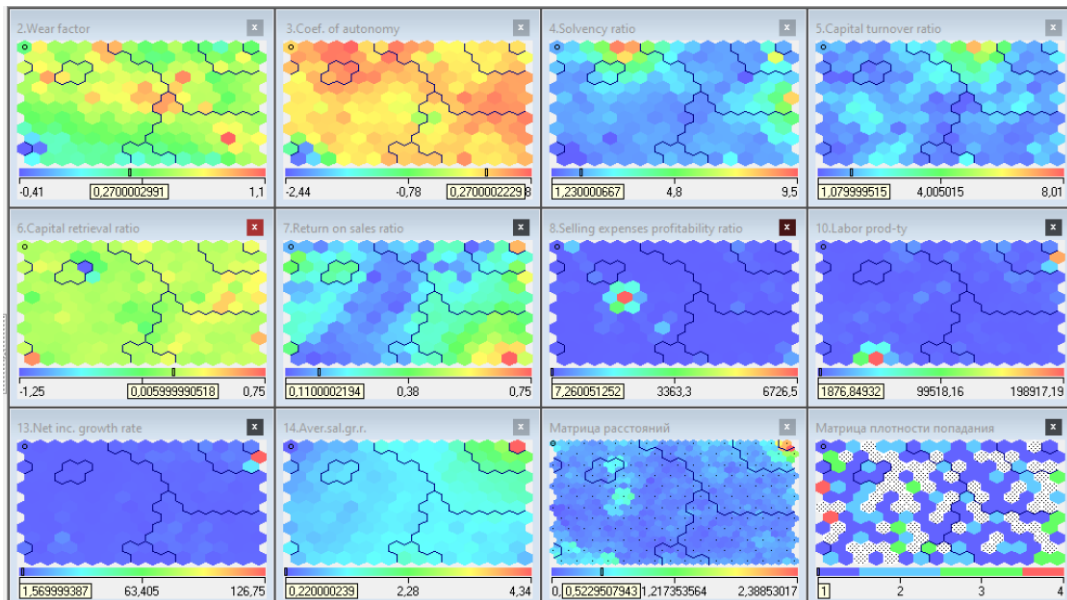 2.Wear factor x
3.Coef. of autonomy x
4.Solvency ratio x
5.Capital turnover ratio x
-0,41 0,2700002991 1,1
-2,44 -0,78 0,2700002229 8
1,230000667 4,8 9,5
1,079999515 4,005015 8,01
6.Capital retrieval ratio x
7.Return on sales ratio x
8.Selling expenses profitability ratio x
10.Labor prod-ty x
-1,25 0,005999990518 0,75
0,1100002194 0,38 0,75
7,260051252 3363,3 6726,5
1876,84932 99518,16 198917,19
13.Net inc. growth rate x
14.Aver.sal.gr.r. x
Матрица расстояний x
Матрица плотности попадания x
1,569999387 63,405 126,75
0,220000239 2,28 4,34
0, 0,5229507943 1,217353564 2,38853017
1 2 3 4